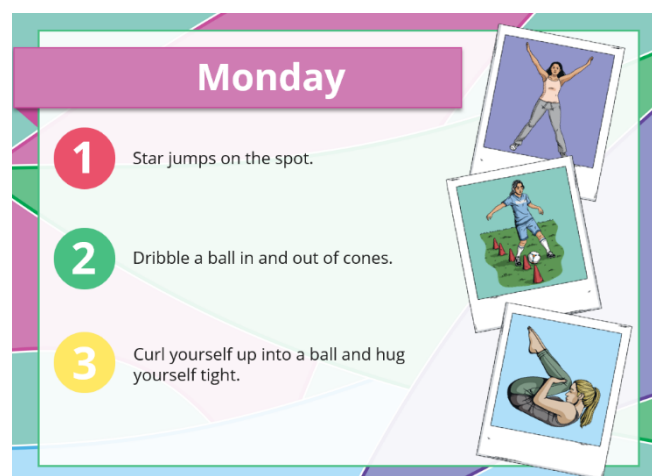 Monday
1
Star jumps on the spot.
2
Dribble a ball in and out of cones.
3
Curl yourself up into a ball and hug
yourself tight.